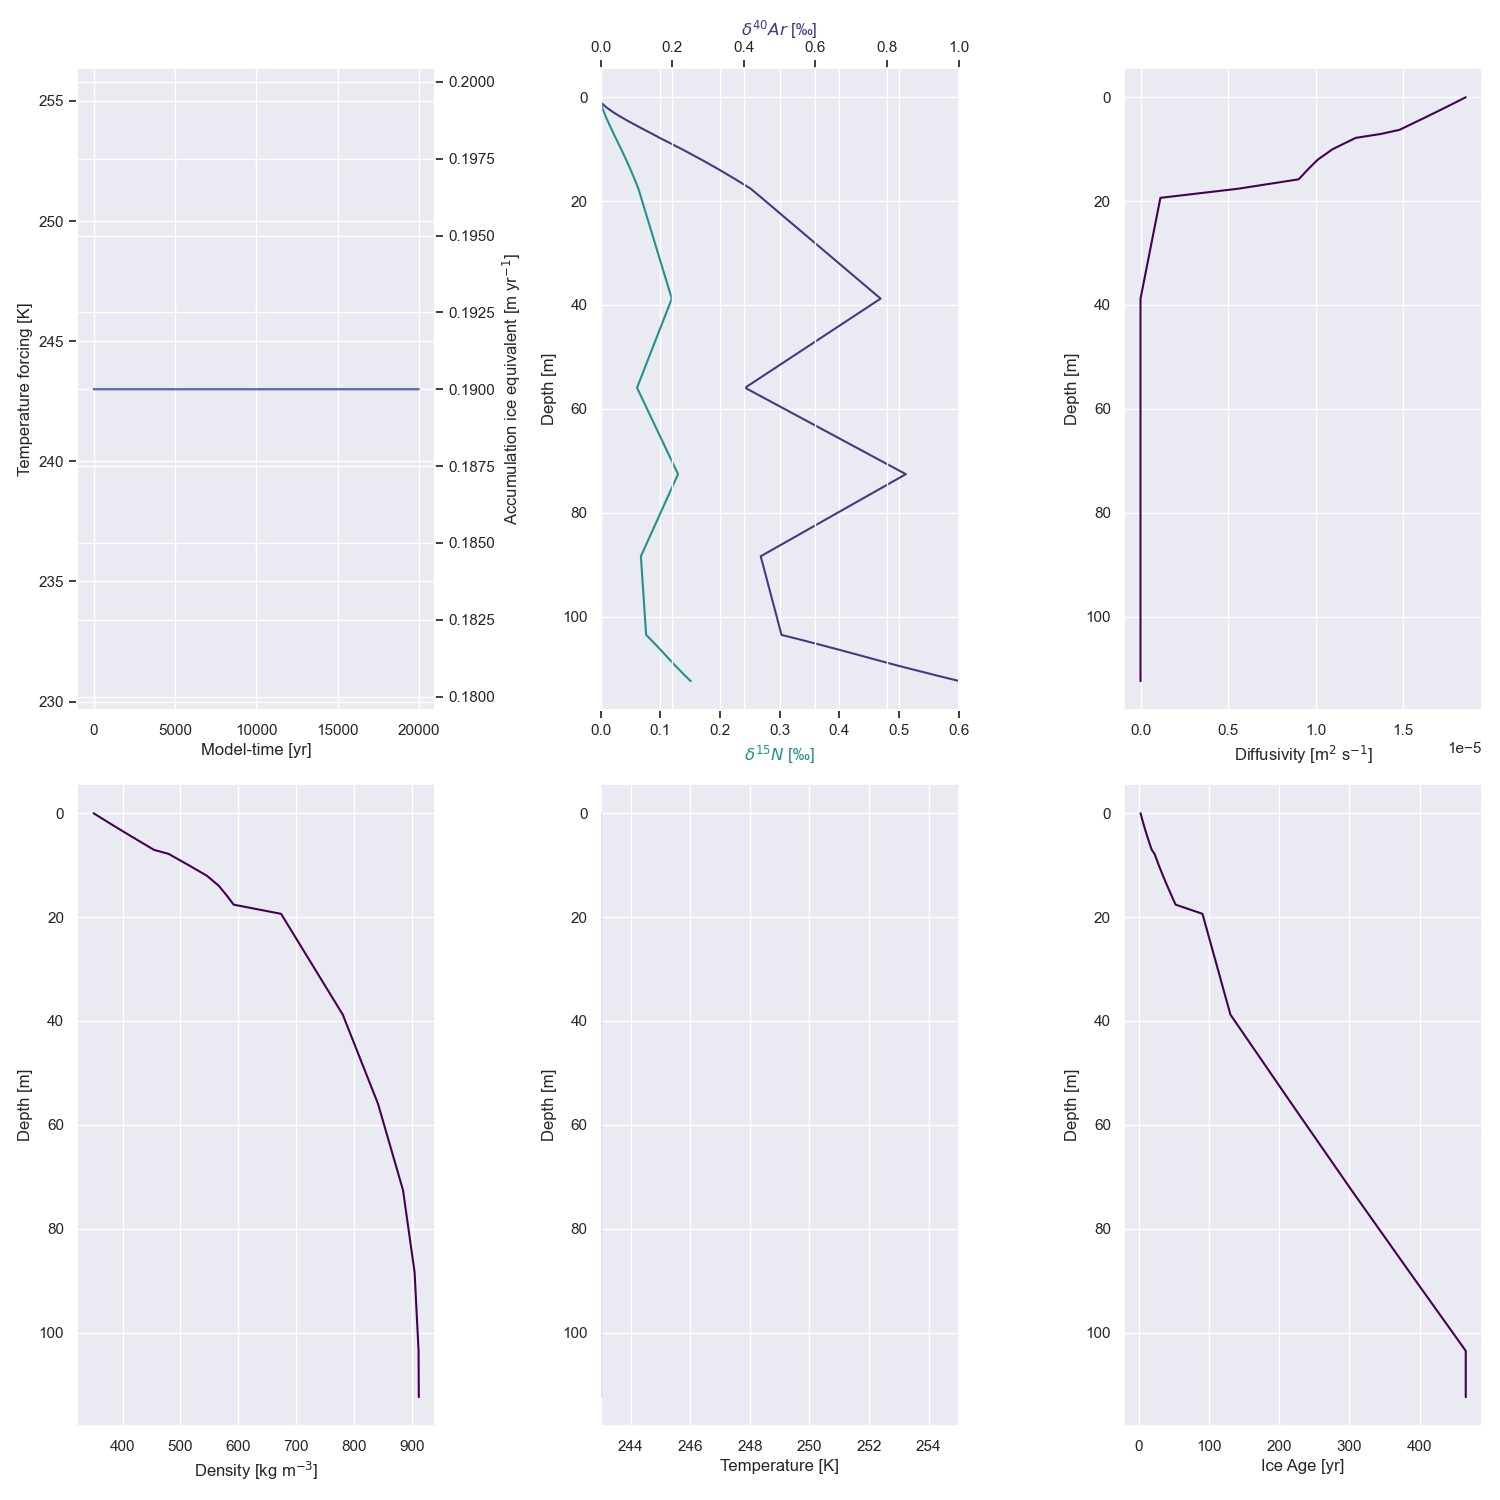 δ⁴⁰Ar [‰]
0.0 0.2 0.4 0.6 0.8 1.0
255
250
245
240
235
230
Temperature forcing [K]
0 5000 10000 15000 20000
Model-time [yr]
0.2000
0.1975
0.1950
0.1925
0.1900
0.1875
0.1850
0.1825
0.1800
Accumulation ice equivalent [m yr⁻¹]
0
20
40
60
80
100
Depth [m]
0.0 0.1 0.2 0.3 0.4 0.5 0.6
δ¹⁵N [‰]
0
20
40
60
80
100
Depth [m]
0.0 0.5 1.0 1.5
1e−5
Diffusivity [m² s⁻¹]
0
20
40
60
80
100
Depth [m]
400 500 600 700 800 900
Density [kg m⁻³]
0
20
40
60
80
100
Depth [m]
244 246 248 250 252 254
Temperature [K]
0
20
40
60
80
100
Depth [m]
0 100 200 300 400
Ice Age [yr]